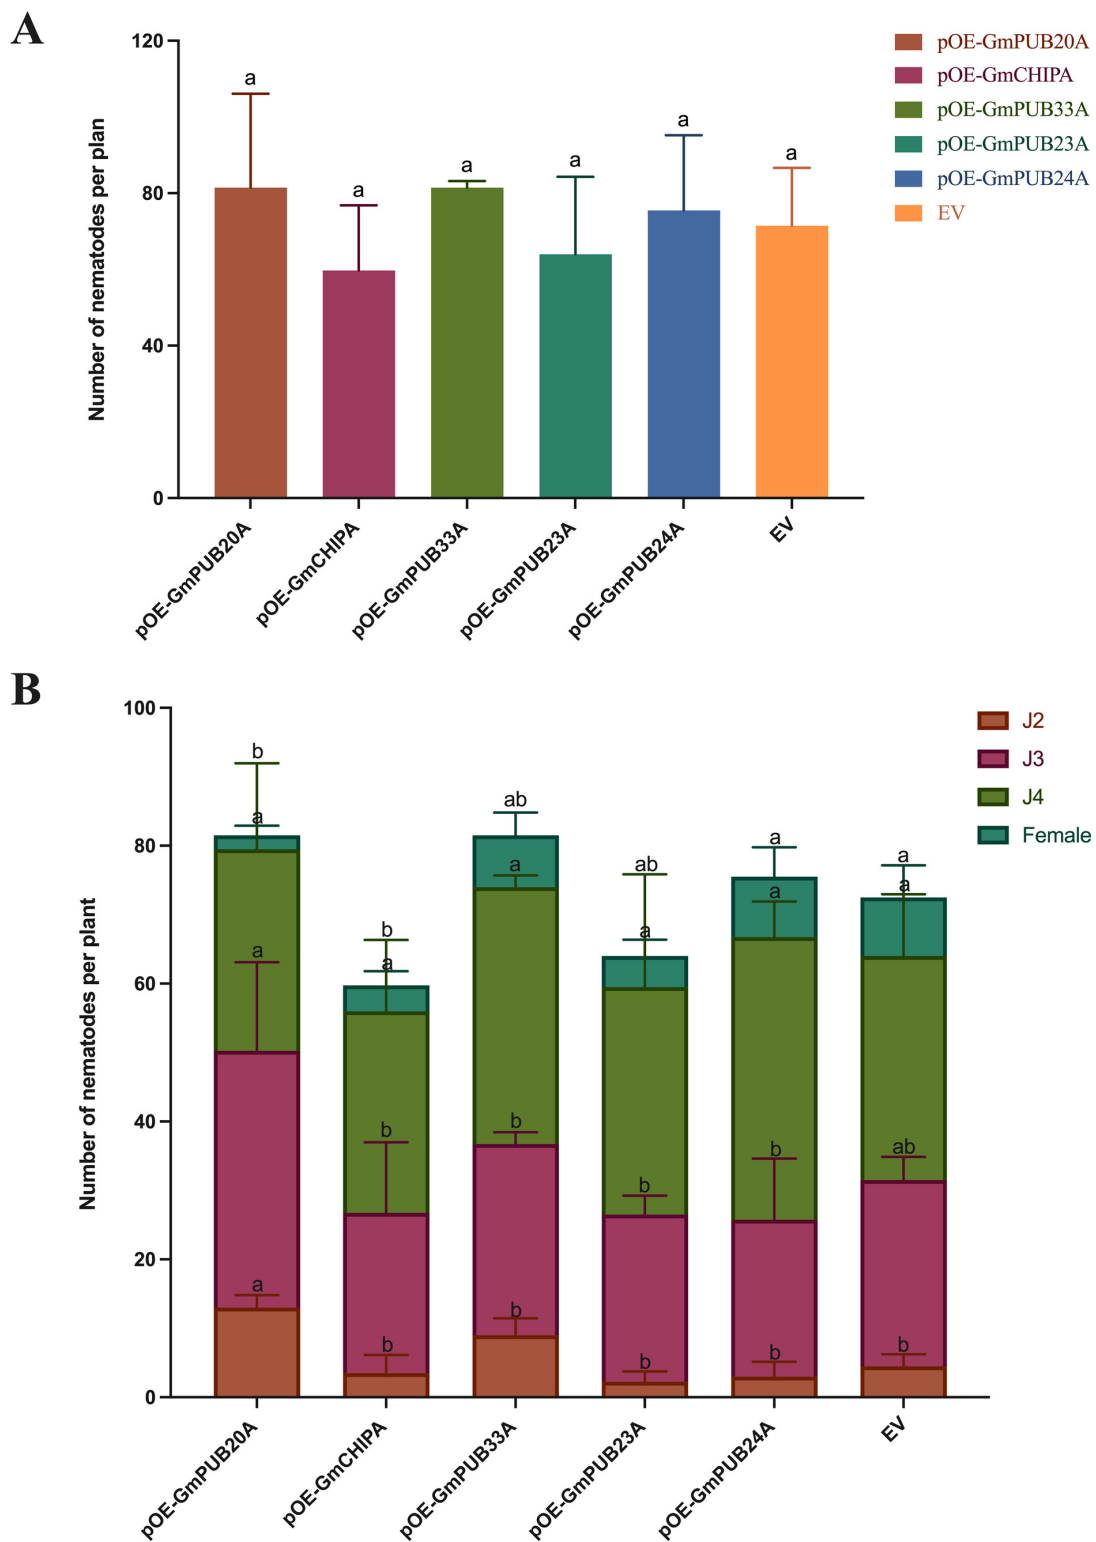 A
120
80
40
0
Number of nematodes per plan
a
a
a
a
a
a
pOE-GmPUB20A
pOE-GmCHIPA
pOE-GmPUB33A
pOE-GmPUB23A
pOE-GmPUB24A
EV
pOE-GmPUB20A
pOE-GmCHIPA
pOE-GmPUB33A
pOE-GmPUB23A
pOE-GmPUB24A
EV
B
100
80
60
40
20
0
Number of nematodes per plant
b
a
a
a
b
a
b
b
ab
a
b
b
ab
a
b
b
a
a
b
b
a
a
ab
b
J2
J3
J4
Female
pOE-GmPUB20A
pOE-GmCHIPA
pOE-GmPUB33A
pOE-GmPUB23A
pOE-GmPUB24A
EV